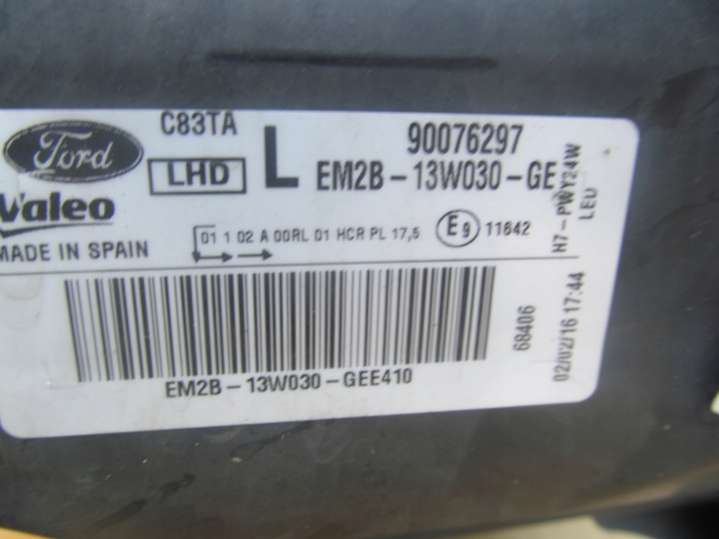 C83TA
Ford
LHD
L
90076297
EM2B-13W030-GE
Valeo
MADE IN SPAIN
01 1 02 A 00RL 01 HCR PL 17,5
E9
11642
H7-PWY24W
LED
EM2B-13W030-GEE410
68406
02/02/16 17:44